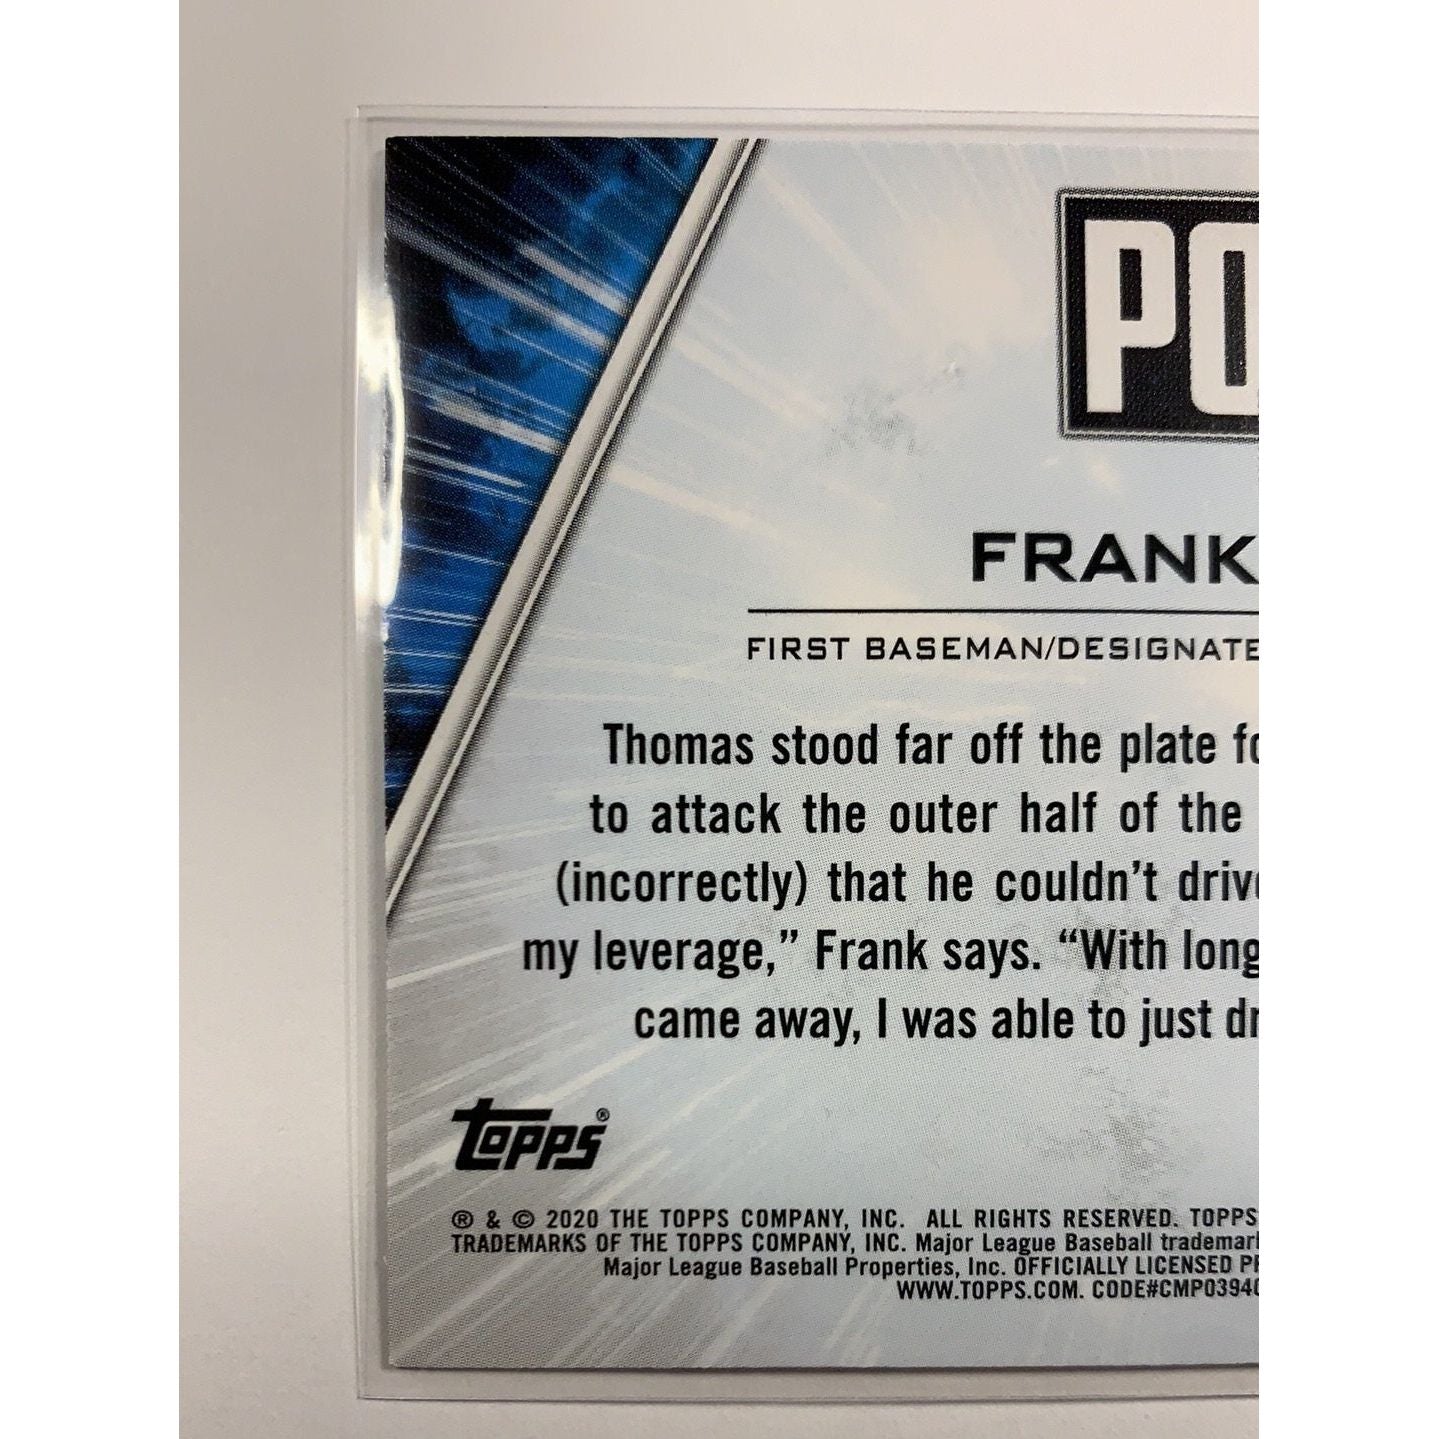 PO
FRANK
FIRST BASEMAN/DESIGNATE
Thomas stood far off the plate fo
to attack the outer half of the
(incorrectly) that he couldn't drive
my leverage,” Frank says. “With long
came away, I was able to just dr
TOPPS®
® & © 2020 THE TOPPS COMPANY, INC. ALL RIGHTS RESERVED. TOPPS
TRADEMARKS OF THE TOPPS COMPANY, INC. Major League Baseball trademark
Major League Baseball Properties, Inc. OFFICIALLY LICENSED PR
WWW.TOPPS.COM. CODE#CMP03940